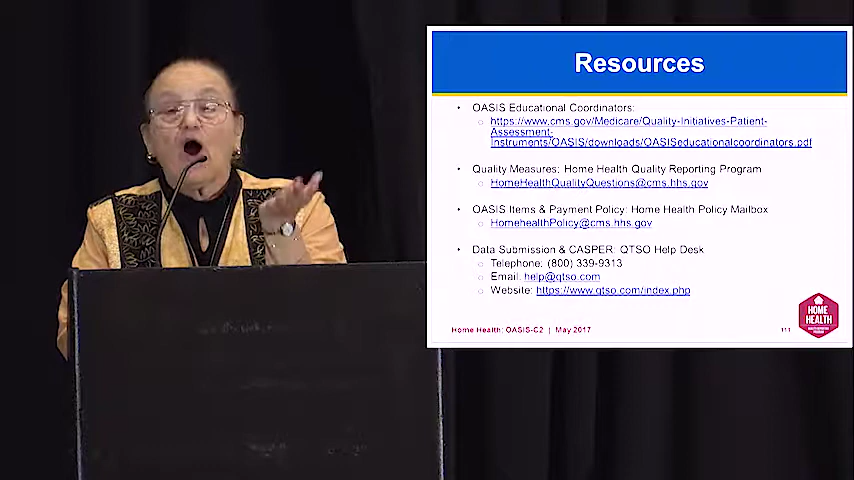 Resources
• OASIS Educational Coordinators:
○ https://www.cms.gov/Medicare/Quality-Initiatives-Patient-
Assessment-
Instruments/OASIS/downloads/OASISeducationalcoordinators.pdf
• Quality Measures: Home Health Quality Reporting Program
○ HomeHealthQualityQuestions@cms.hhs.gov
• OASIS Items & Payment Policy: Home Health Policy Mailbox
○ HomehealthPolicy@cms.hhs.gov
• Data Submission & CASPER: QTSO Help Desk
○ Telephone: (800) 339-9313
○ Email: help@qtso.com
○ Website: https://www.qtso.com/index.php
Home Health: OASIS-C2 | May 2017
111
HOME
HEALTH
QUALITY REPORTING
PROGRAM